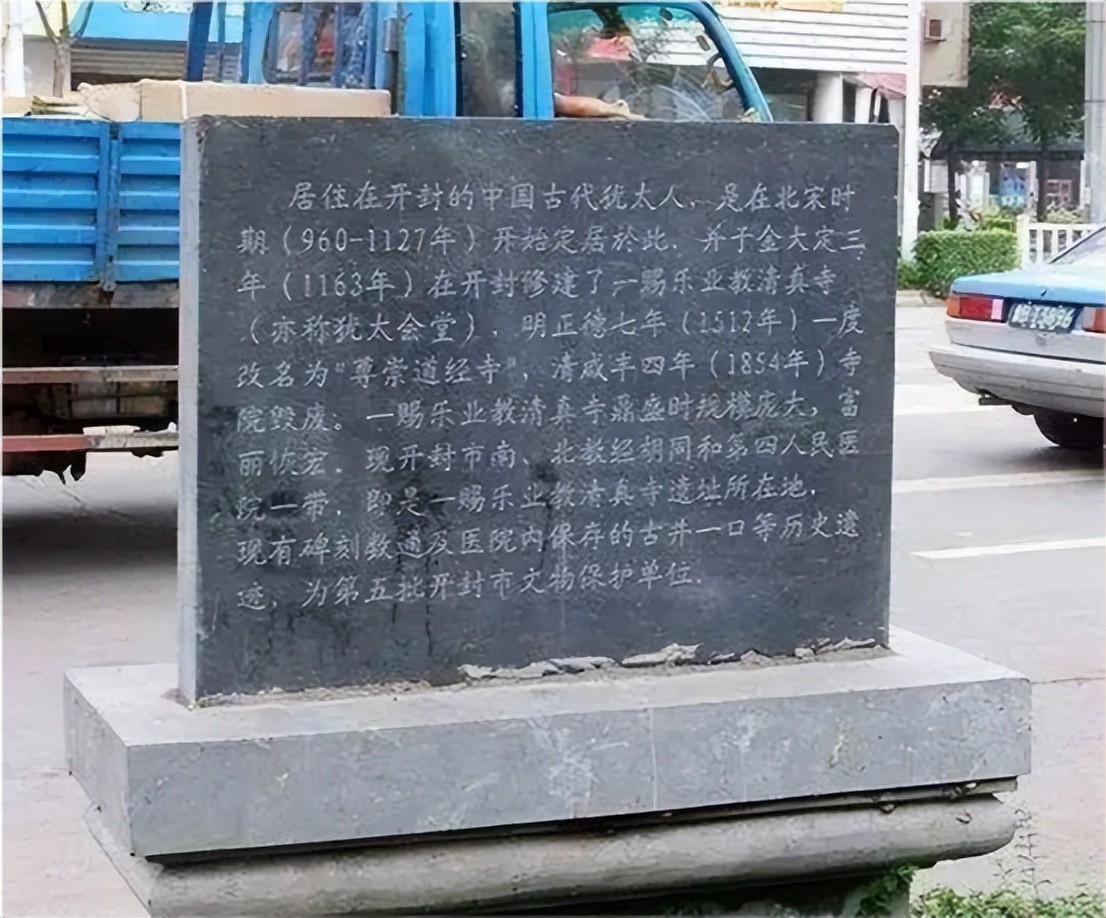 居住在开封的中国古代犹太人，是在北宋时
期（960-1127年）开始定居於此，并于金大定三
年（1163年）在开封修建了一赐乐业教清真寺
（亦称犹太会堂），明正德七年（1512年）一度
改名为“尊崇道经寺”，清咸丰四年（1854年）寺
院毁废。一赐乐业教清真寺鼎盛时规模庞大，富
丽恢宏，现开封市南、北教经胡同和第四人民医
院一带，即是一赐乐业教清真寺遗址所在地，
现有碑刻数通及医院内保存的古井一口等历史遗
迹，为第五批开封市文物保护单位.